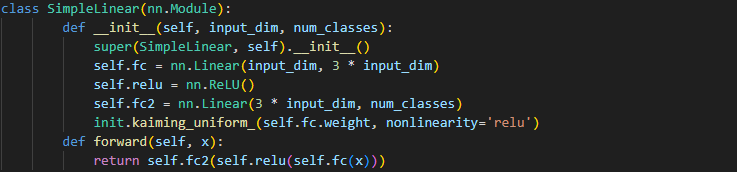 class SimpleLinear(nn.Module):
        def __init__(self, input_dim, num_classes):
            super(SimpleLinear, self).__init__()
            self.fc = nn.Linear(input_dim, 3 * input_dim)
            self.relu = nn.ReLU()
            self.fc2 = nn.Linear(3 * input_dim, num_classes)
            init.kaiming_uniform_(self.fc.weight, nonlinearity='relu')
        def forward(self, x):
            return self.fc2(self.relu(self.fc(x)))